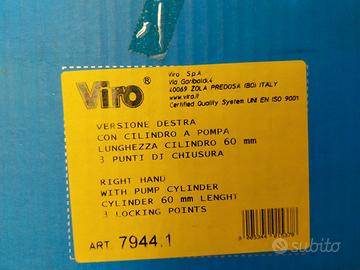 Viro®
Viro S.p.A
Via Garibaldi,4
40069 ZOLA PREDOSA (BO) ITALY
www.viro.it
Certified Quality System UNI EN ISO 9001
VERSIONE DESTRA
CON CILINDRO A POMPA
LUNGHEZZA CILINDRO 60 mm
3 PUNTI DI CHIUSURA
RIGHT HAND
WITH PUMP CYLINDER
CYLINDER 60 mm LENGHT
3 LOCKING POINTS
ART. 7944.1
subito